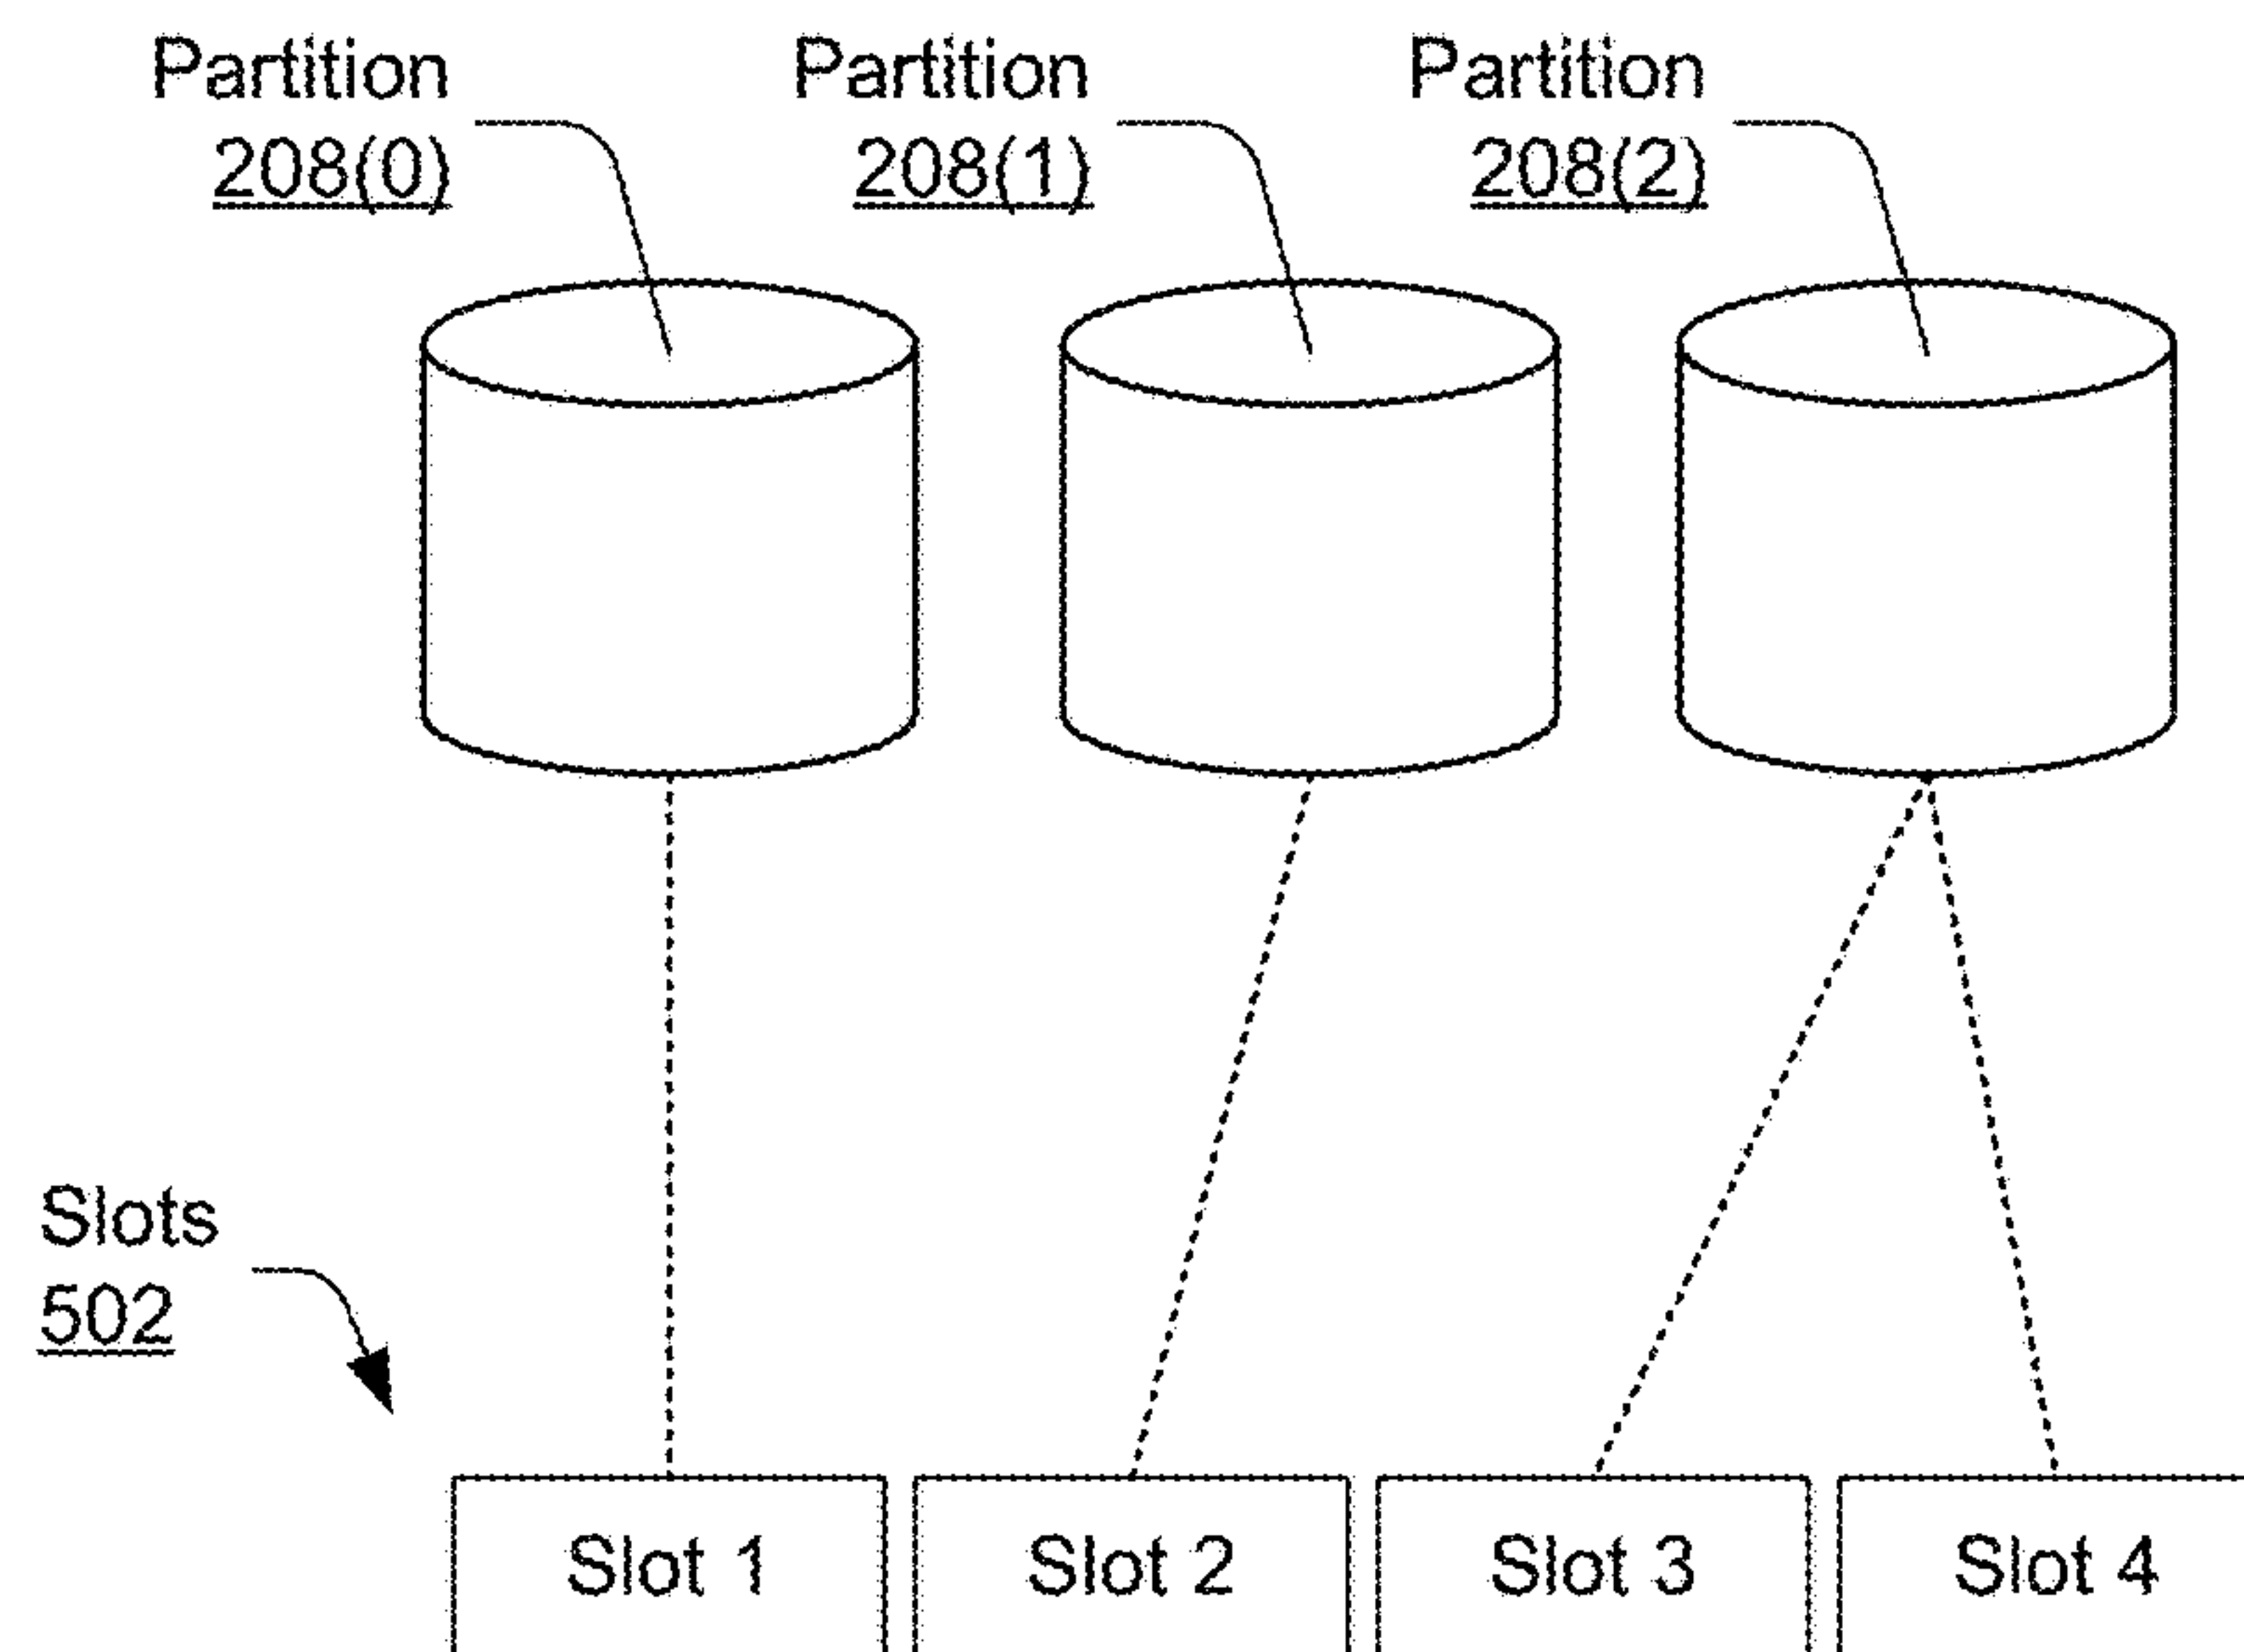 Partition
208(0)
Partition
208(1)
Partition
208(2)
Slots
502
Slot 1
Slot 2
Slot 3
Slot 4